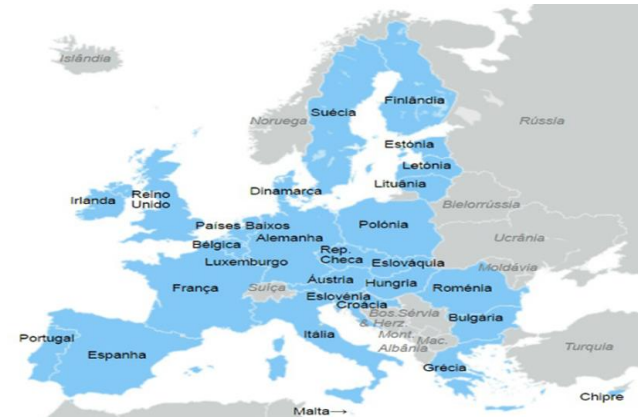 Islândia
Finlândia
Suécia
Noruega
Rússia
Estónia
Letónia
Lituânia
Dinamarca
Irlanda
Reino
Unido
Bielorrússia
Países Baixos
Polónia
Alemanha
Bélgica
Ucrânia
Rep.
Checa
Luxemburgo
Eslováquia
Moldávia
Áustria
Hungria
França
Suíça
Roménia
Eslovénia
Croácia
Bos.
& Herz.
Sérvia
Bulgária
Mont.
Mac.
Itália
Portugal
Albânia
Turquia
Espanha
Grécia
Chipre
Malta→